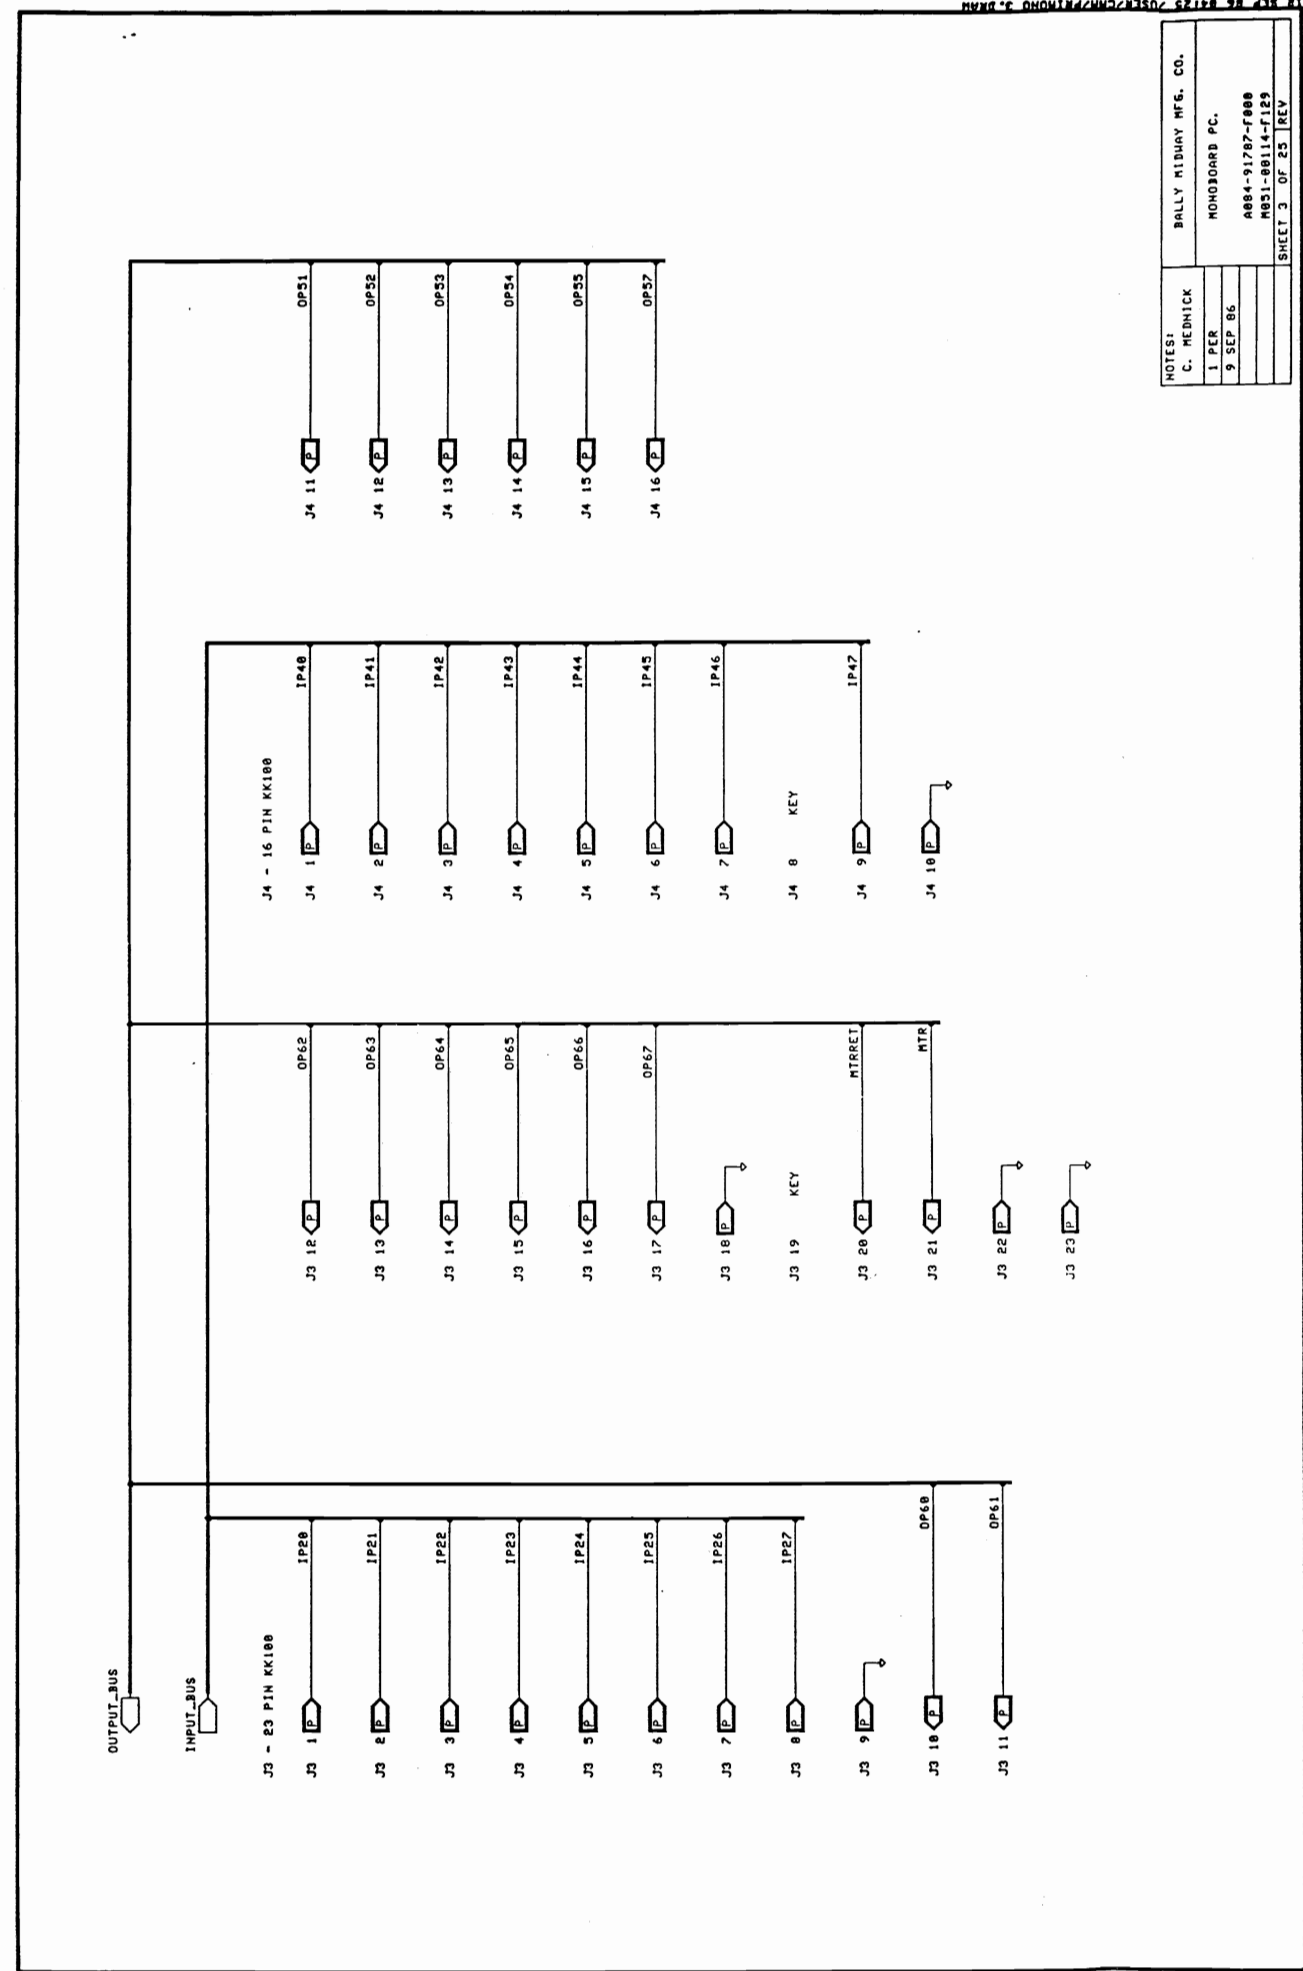 OUTPUT_BUS
INPUT_BUS
J3 - 23 PIN KK100
J3 1 P IP20
J3 2 P IP21
J3 3 P IP22
J3 4 P IP23
J3 5 P IP24
J3 6 P IP25
J3 7 P IP26
J3 8 P IP27
J3 9 P
J3 10 P OP60
J3 11 P OP61
J3 12 P OP62
J3 13 P OP63
J3 14 P OP64
J3 15 P OP65
J3 16 P OP66
J3 17 P OP67
J3 18 P
J3 19 KEY
J3 20 P MTRRET
J3 21 P MTR
J3 22 P
J3 23 P
J4 - 16 PIN KK100
J4 1 P IP40
J4 2 P IP41
J4 3 P IP42
J4 4 P IP43
J4 5 P IP44
J4 6 P IP45
J4 7 P IP46
J4 8 KEY
J4 9 P IP47
J4 10 P
J4 11 P OP51
J4 12 P OP52
J4 13 P OP53
J4 14 P OP54
J4 15 P OP55
J4 16 P OP57
NOTES:
C. MEDNICK
1 PER
9 SEP 86
BALLY MIDWAY MFG. CO.
MONOBOARD PC.
A084-91787-F000
M051-00114-F129
SHEET 3 OF 25 REV